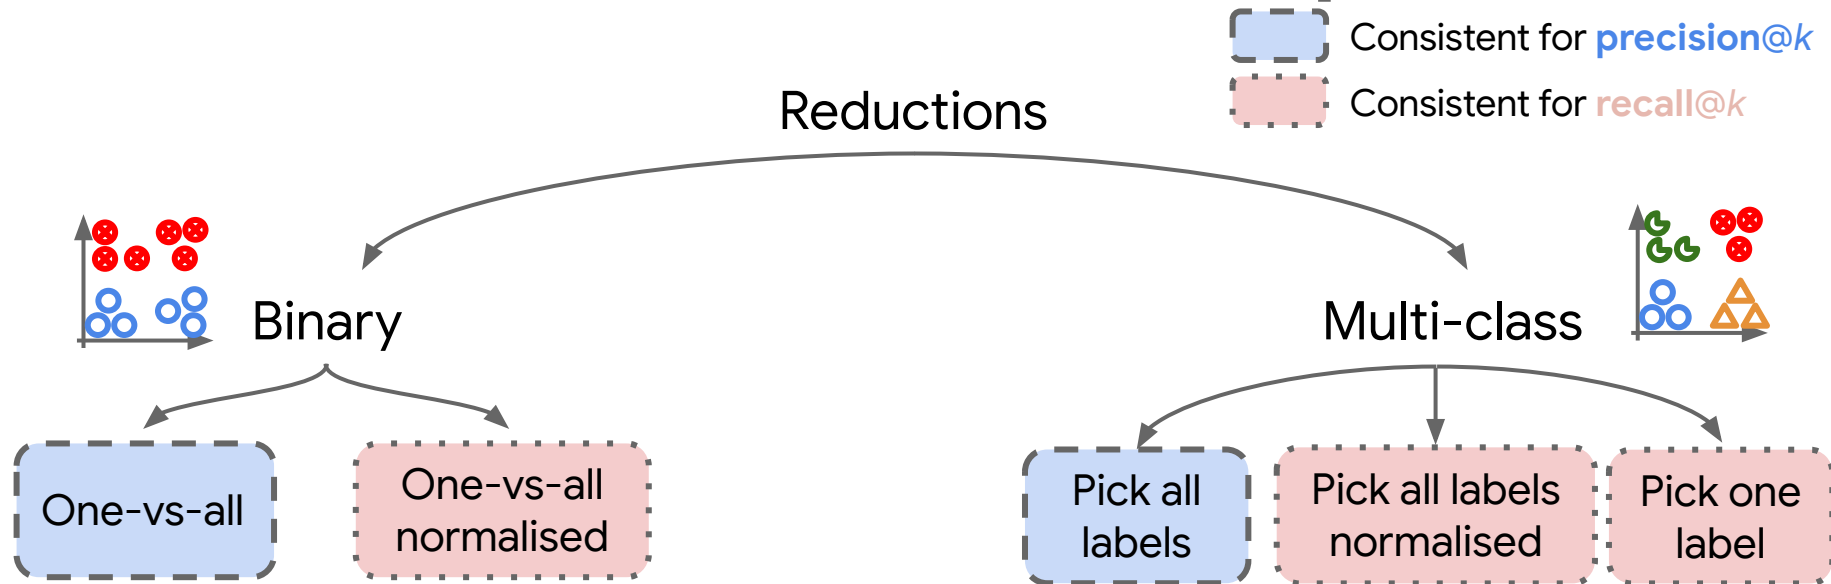 Consistent for precision@k
Consistent for recall@k
Reductions
Binary
Multi-class
One-vs-all
One-vs-all
normalised
Pick all
labels
Pick all labels
normalised
Pick one
label